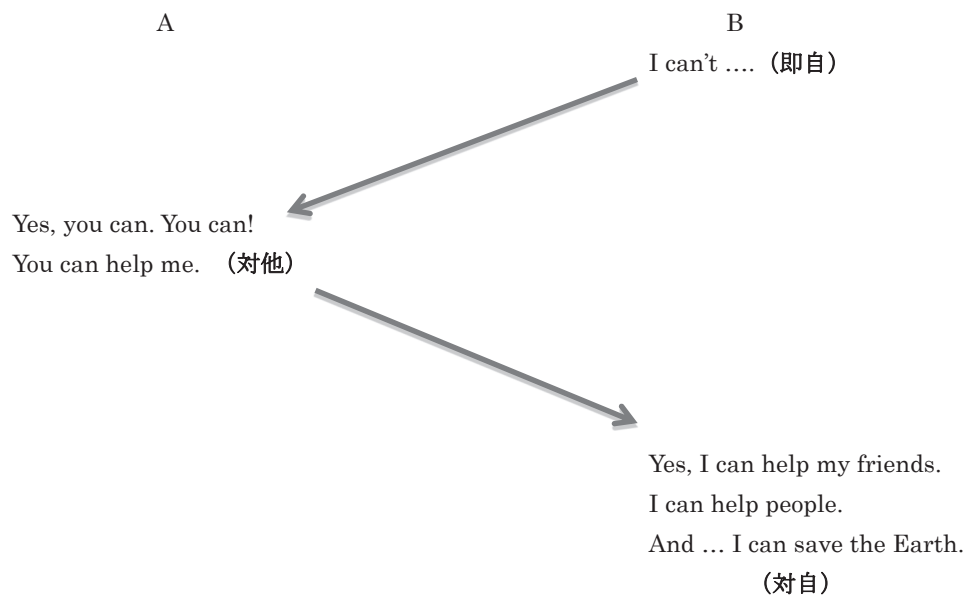 A
B
I can't …. （即自）
Yes, you can. You can!
You can help me. （対他）
Yes, I can help my friends.
I can help people.
And … I can save the Earth.
（対自）